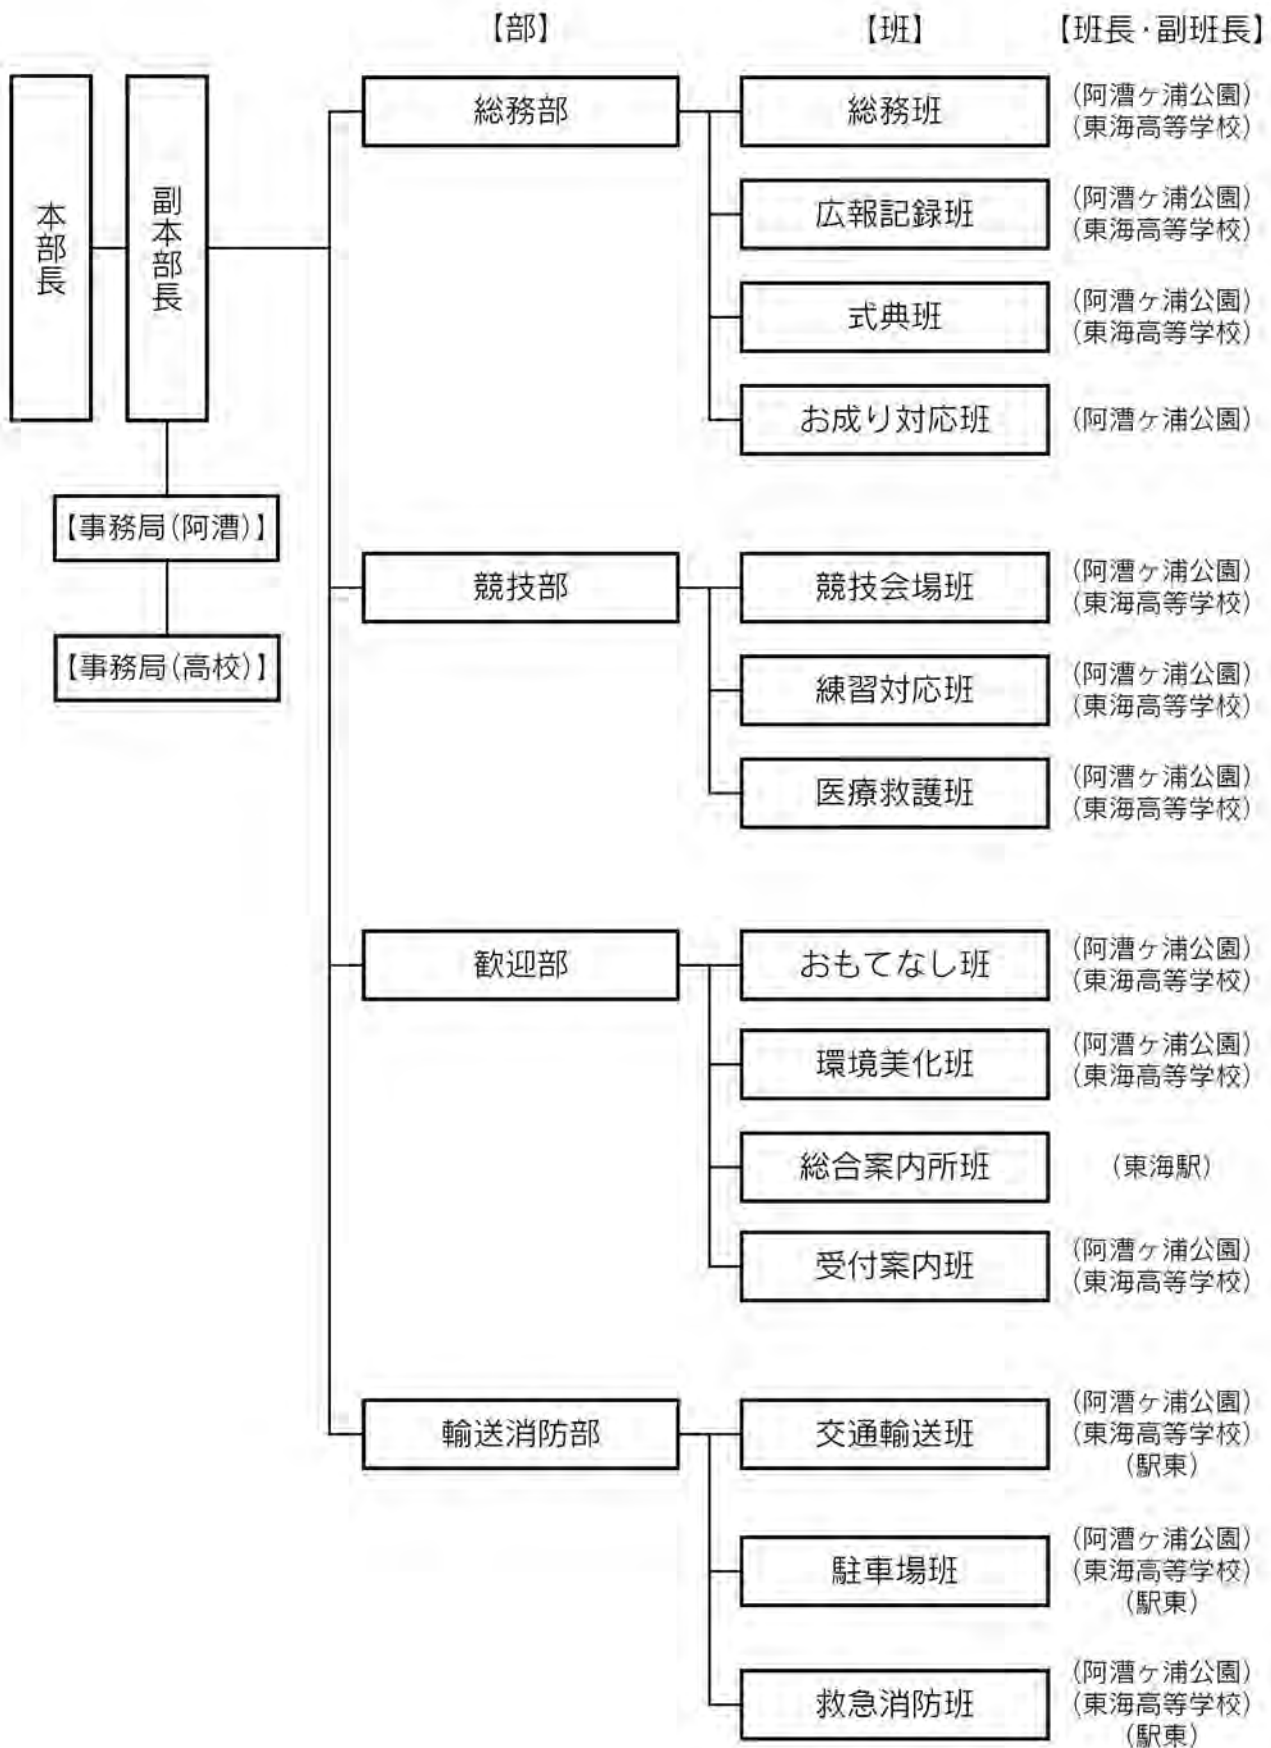 【部】
【班】
【班長・副班長】
本部長
副本部長
【事務局(阿漕)】
【事務局(高校)】
総務部
総務班
(阿漕ヶ浦公園)
(東海高等学校)
広報記録班
(阿漕ヶ浦公園)
(東海高等学校)
式典班
(阿漕ヶ浦公園)
(東海高等学校)
お成り対応班
(阿漕ヶ浦公園)
競技部
競技会場班
(阿漕ヶ浦公園)
(東海高等学校)
練習対応班
(阿漕ヶ浦公園)
(東海高等学校)
医療救護班
(阿漕ヶ浦公園)
(東海高等学校)
歓迎部
おもてなし班
(阿漕ヶ浦公園)
(東海高等学校)
環境美化班
(阿漕ヶ浦公園)
(東海高等学校)
総合案内所班
(東海駅)
受付案内班
(阿漕ヶ浦公園)
(東海高等学校)
輸送消防部
交通輸送班
(阿漕ヶ浦公園)
(東海高等学校)
(駅東)
駐車場班
(阿漕ヶ浦公園)
(東海高等学校)
(駅東)
救急消防班
(阿漕ヶ浦公園)
(東海高等学校)
(駅東)